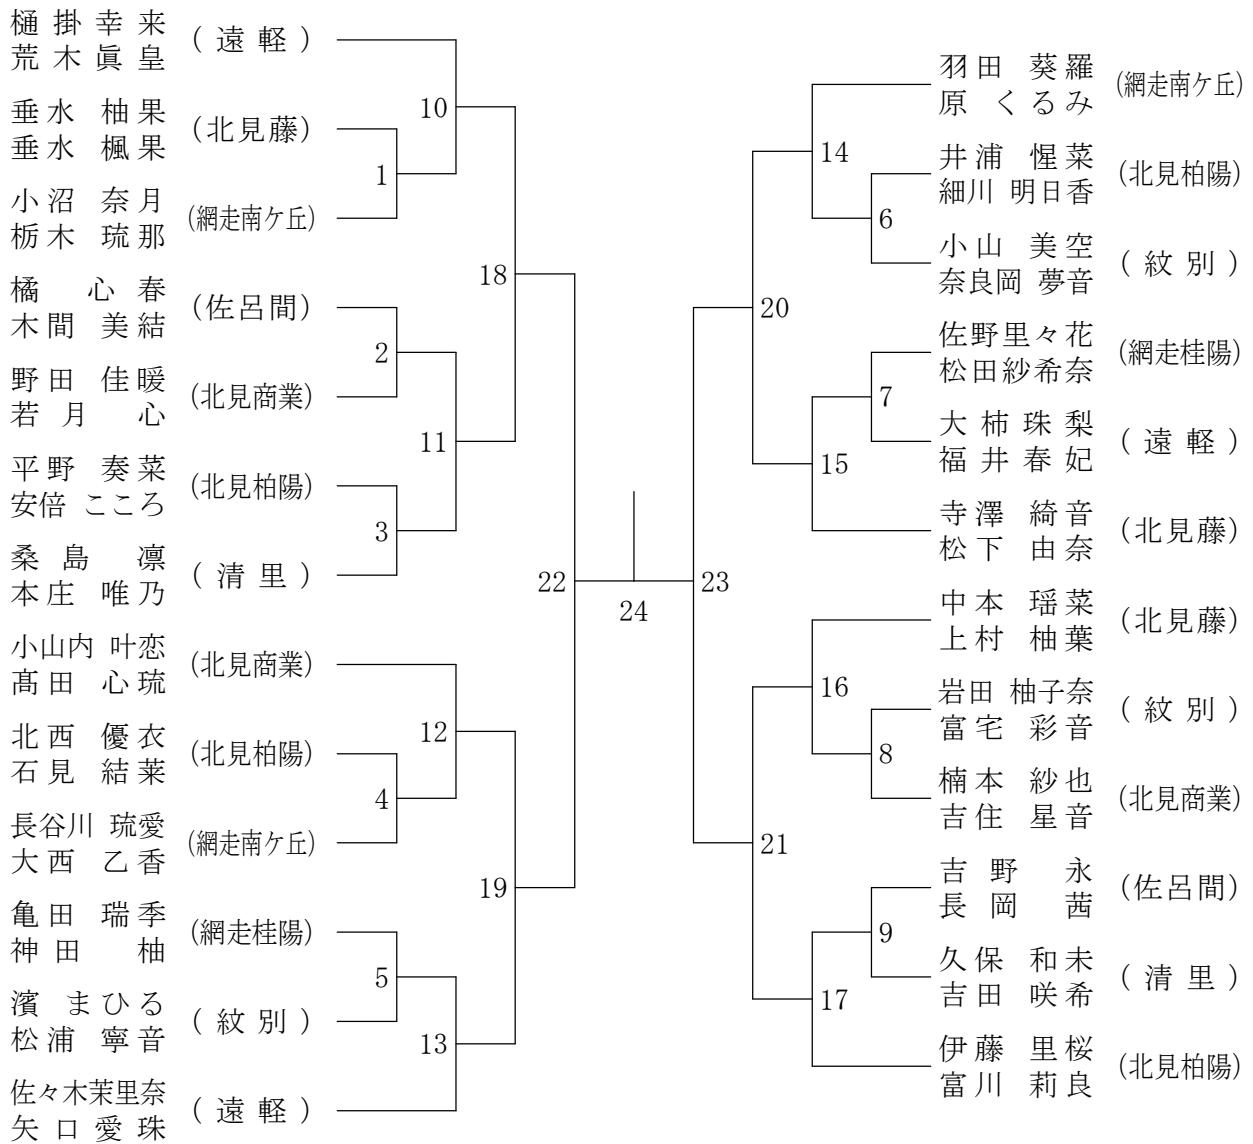 樋掛幸来
荒木眞皇
(遠軽)
垂水 柚果
垂水 楓果
(北見藤)
小沼 奈月
栃木 琉那
(網走南ケ丘)
橘 心春
木間 美結
(佐呂間)
野田 佳暖
若月 心
(北見商業)
平野 奏菜
安倍 こころ
(北見柏陽)
桑島 凛
本庄 唯乃
(清里)
小山内 叶恋
髙田 心琉
(北見商業)
北西 優衣
石見 結菜
(北見柏陽)
長谷川 琉愛
大西 乙香
(網走南ケ丘)
亀田 瑞季
神田 柚
(網走桂陽)
濱 まひる
松浦 寧音
(紋別)
佐々木茉里奈
矢口愛珠
(遠軽)
1
2
3
4
5
10
11
12
13
18
19
22
24
23
20
21
14
15
16
17
6
7
8
9
羽田 葵羅
原 くるみ
(網走南ケ丘)
井浦 惺菜
細川 明日香
(北見柏陽)
小山 美空
奈良岡 夢音
(紋別)
佐野里々花
松田紗希奈
(網走桂陽)
大柿珠梨
福井春妃
(遠軽)
寺澤 綺音
松下 由奈
(北見藤)
中本 瑶菜
上村 柚葉
(北見藤)
岩田 柚子奈
富宅 彩音
(紋別)
楠本 紗也
吉住 星音
(北見商業)
吉野 永
長岡 茜
(佐呂間)
久保 和未
吉田 咲希
(清里)
伊藤 里桜
富川 莉良
(北見柏陽)